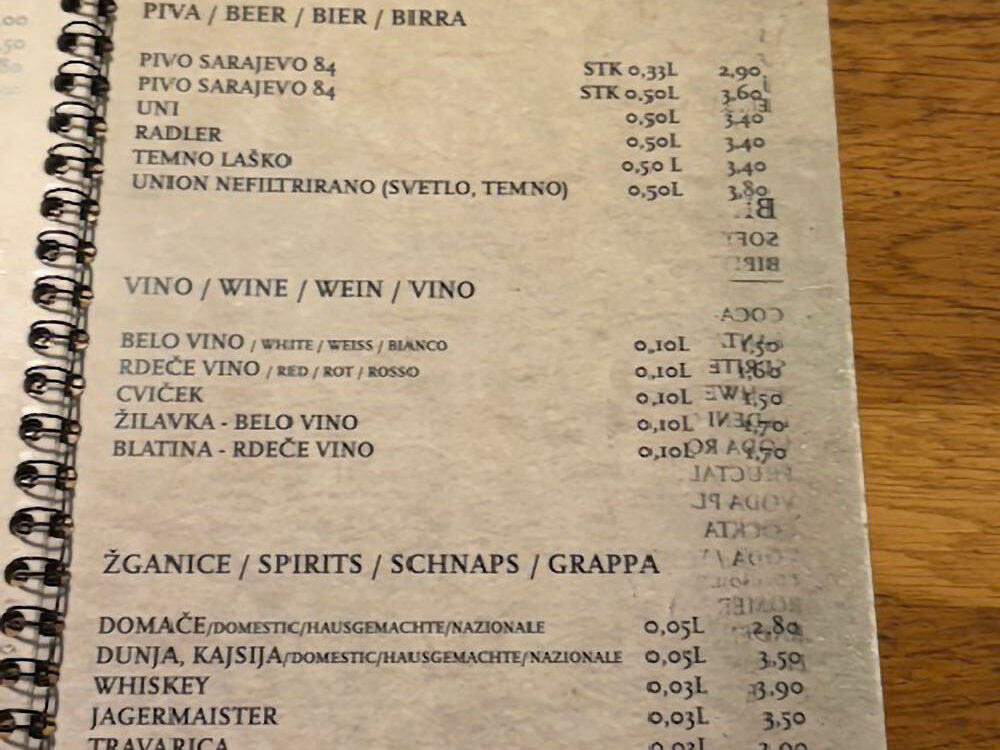 PIVA / BEER / BIER / BIRRA
PIVO SARAJEVO 84 STK 0,33L 2,90
PIVO SARAJEVO 84 STK 0,50L 3,60
UNI 0,50L 3,40
RADLER 0,50L 3,40
TEMNO LAŠKO 0,50 L 3,40
UNION NEFILTRIRANO (SVETLO, TEMNO) 0,50L 3,80
VINO / WINE / WEIN / VINO
BELO VINO / WHITE / WEISS / BIANCO 0,10L 1,50
RDEČE VINO / RED / ROT / ROSSO 0,10L 1,60
CVIČEK 0,10L 1,50
ŽILAVKA - BELO VINO 0,10L 1,70
BLATINA - RDEČE VINO 0,10L 1,70
ŽGANICE / SPIRITS / SCHNAPS / GRAPPA
DOMAČE/DOMESTIC/HAUSGEMACHTE/NAZIONALE 0,05L 2,80
DUNJA, KAJSIJA/DOMESTIC/HAUSGEMACHTE/NAZIONALE 0,05L 3,50
WHISKEY 0,03L 3,90
JAGERMAISTER 0,03L 3,50
TRAVARICA 0,03L